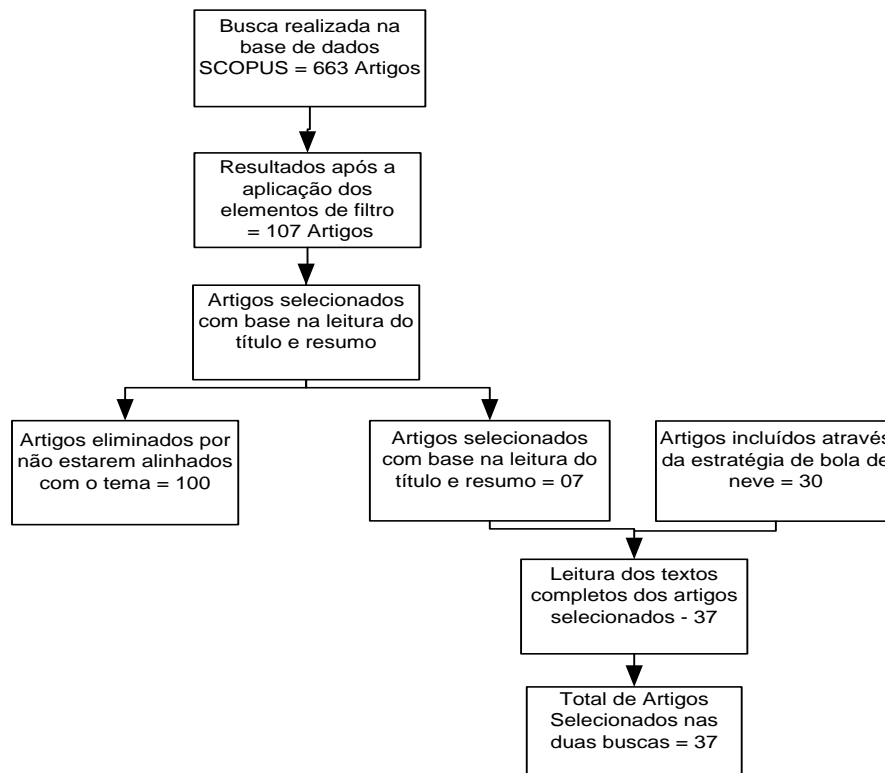 Busca realizada na
base de dados
SCOPUS = 663 Artigos
Resultados após a
aplicação dos
elementos de filtro
= 107 Artigos
Artigos selecionados
com base na leitura do
título e resumo
Artigos eliminados por
não estarem alinhados
com o tema = 100
Artigos selecionados
com base na leitura do
título e resumo = 07
Artigos incluídos através
da estratégia de bola de
neve = 30
Leitura dos textos
completos dos artigos
selecionados - 37
Total de Artigos
Selecionados nas
duas buscas = 37